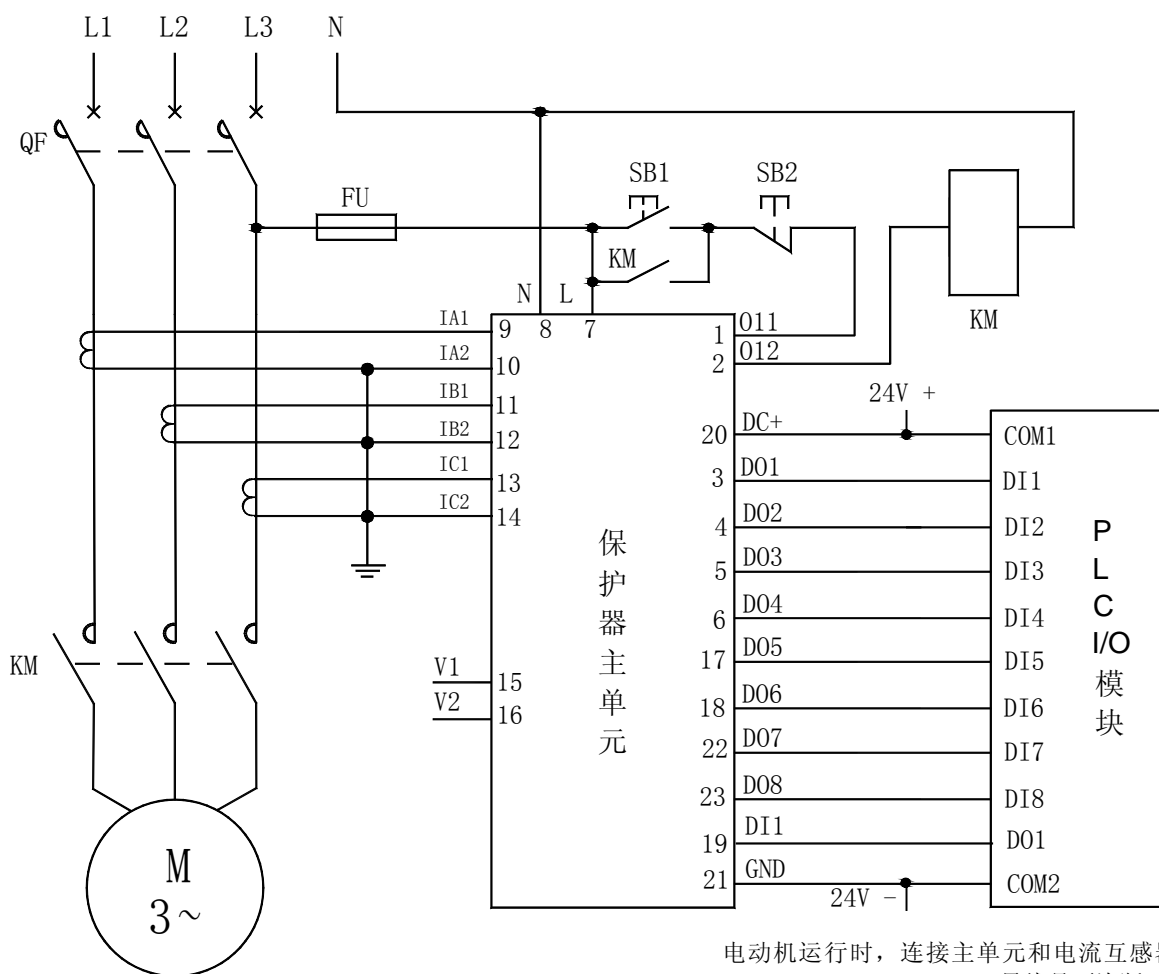 L1 L2 L3 N
QF
FU
SB1 SB2
KM
KM
N L
IA1 9 8 7 1 O11
IA2 10 2 O12
IB1 11
IB2 12
IC1 13
IC2 14
24V +
20 DC+ COM1
3 DO1 DI1
4 DO2 DI2
5 DO3 DI3
6 DO4 DI4
17 DO5 DI5
18 DO6 DI6
22 DO7 DI7
23 DO8 DI8
19 DI1 DO1
21 GND COM2
24V -
保护器主单元
PLC I/O 模块
KM
V1 15
V2 16
M
3~
电动机运行时，连接主单元和电流互感器